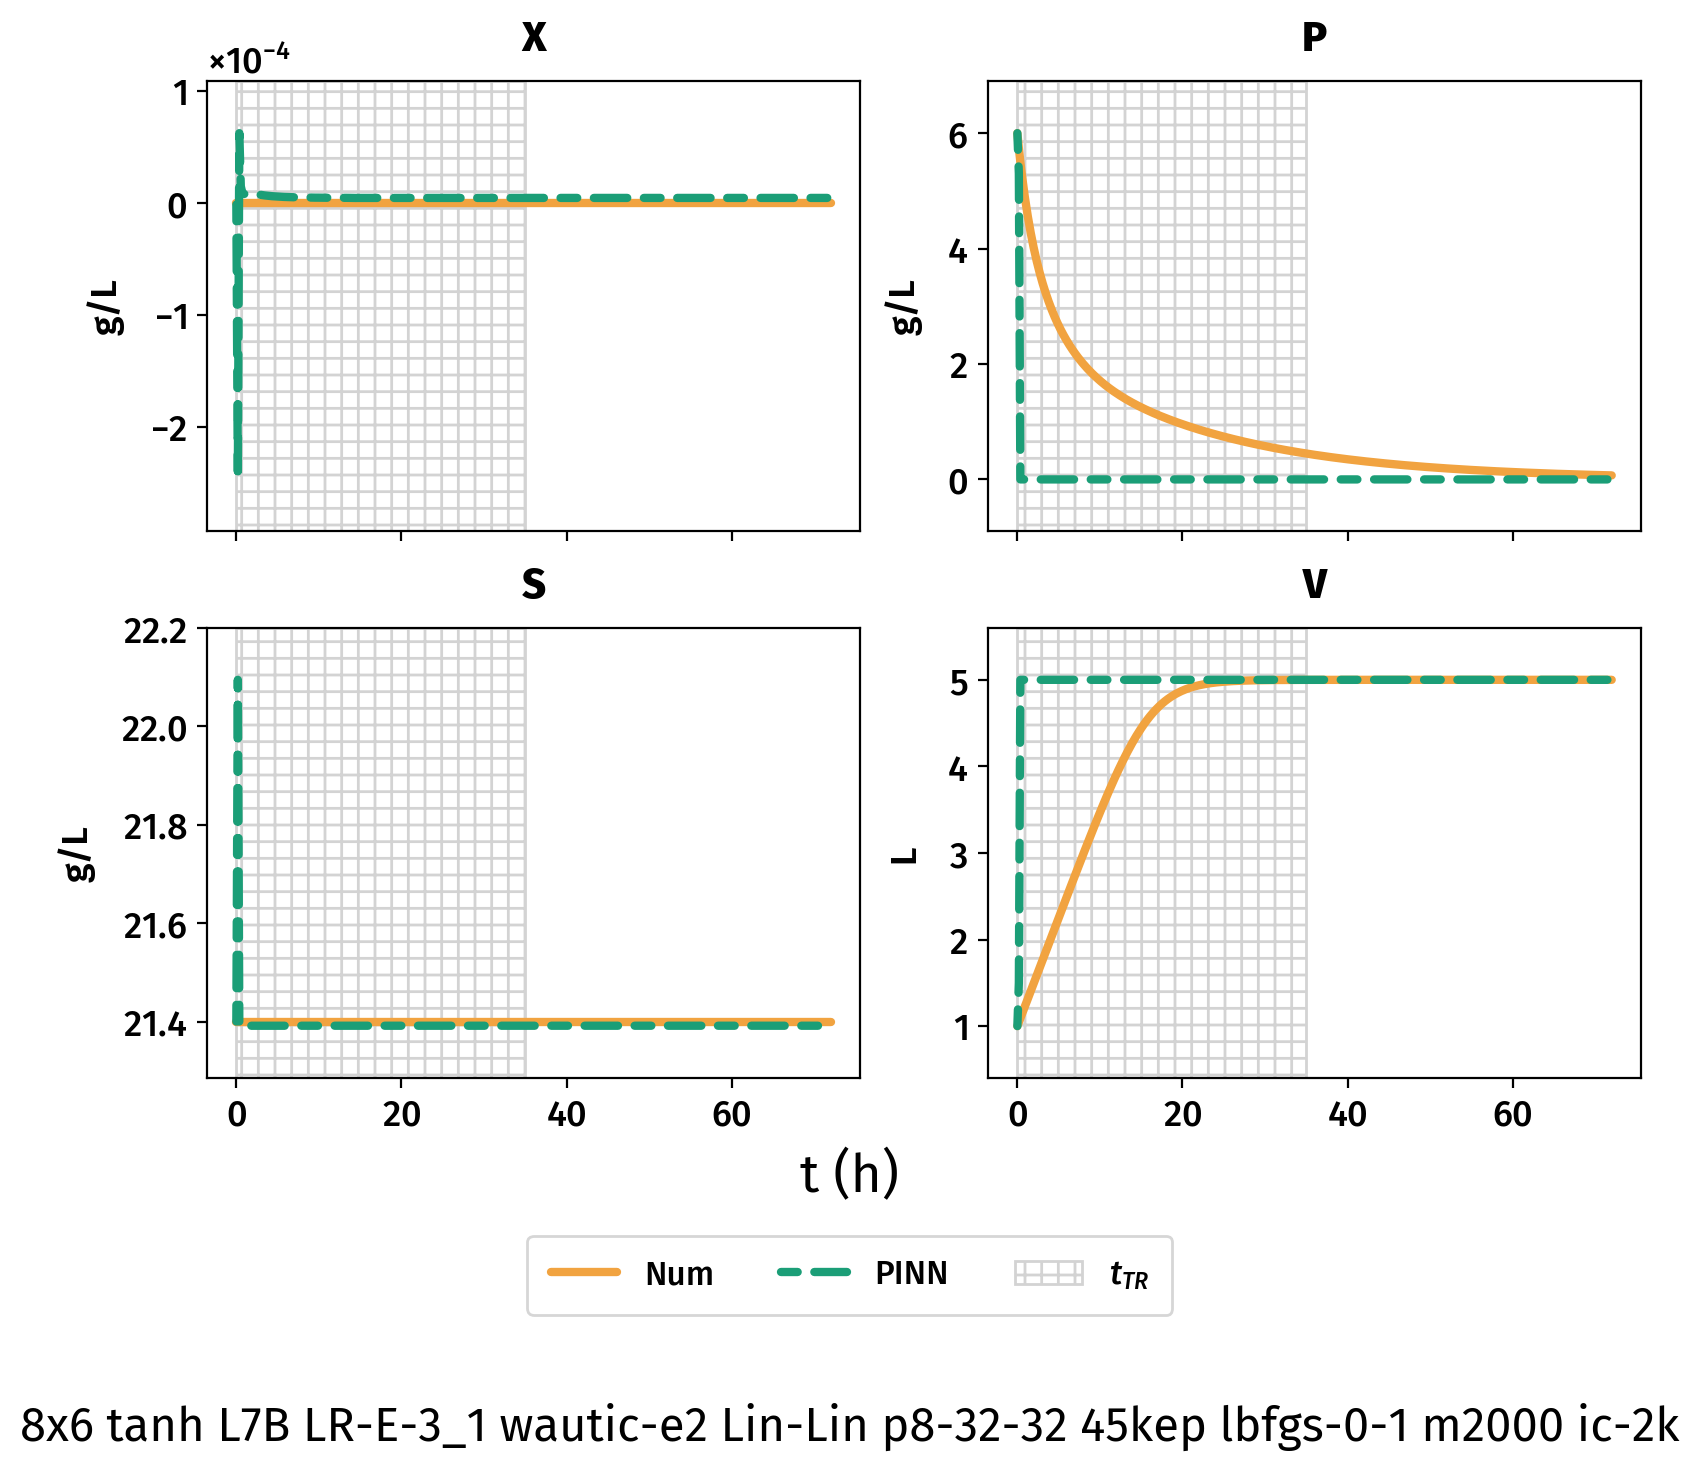 X
×10⁻⁴
1
0
−1
−2
g/L
P
6
4
2
0
g/L
S
22.2
22.0
21.8
21.6
21.4
g/L
0 20 40 60
V
5
4
3
2
1
L
0 20 40 60
t (h)
Num PINN t_TR
8x6 tanh L7B LR-E-3_1 wautic-e2 Lin-Lin p8-32-32 45kep lbfgs-0-1 m2000 ic-2k